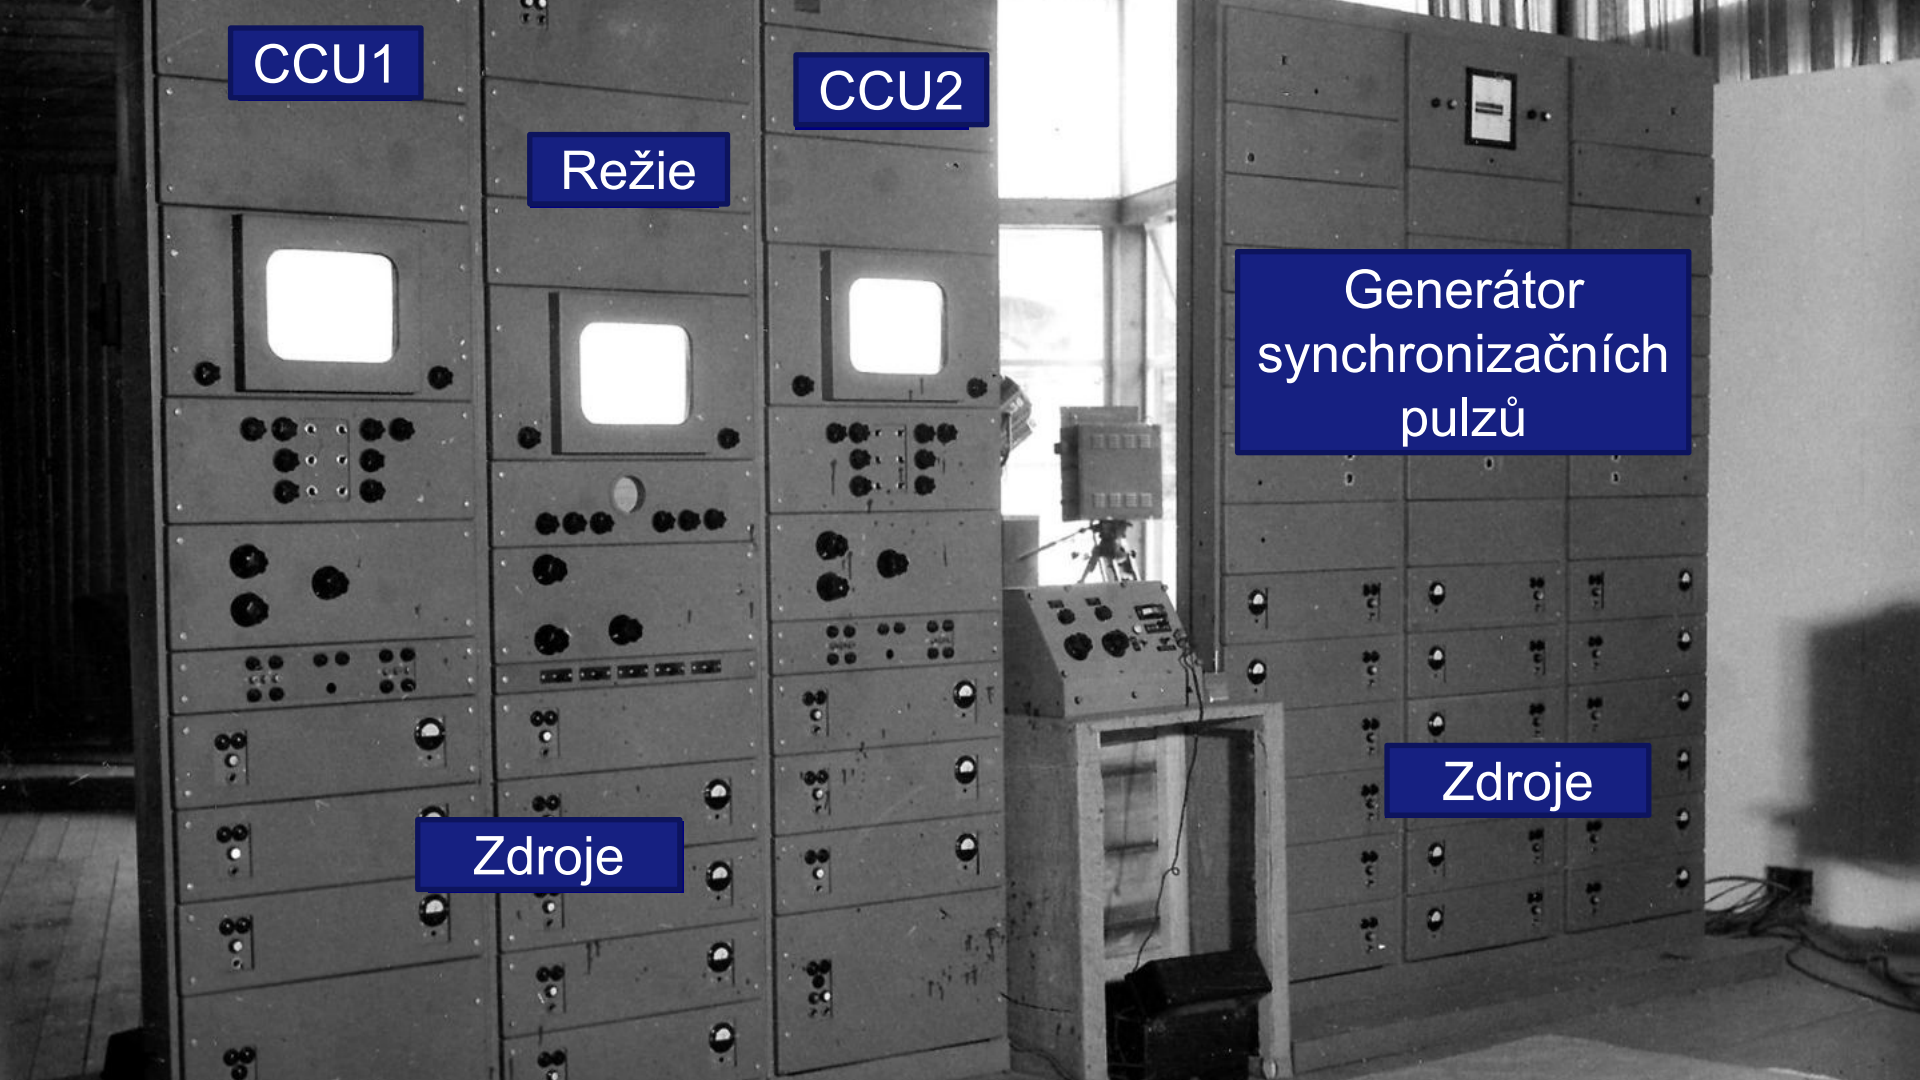 CCU1
CCU2
Režie
Generátor
synchronizačních
pulzů
Zdroje
Zdroje